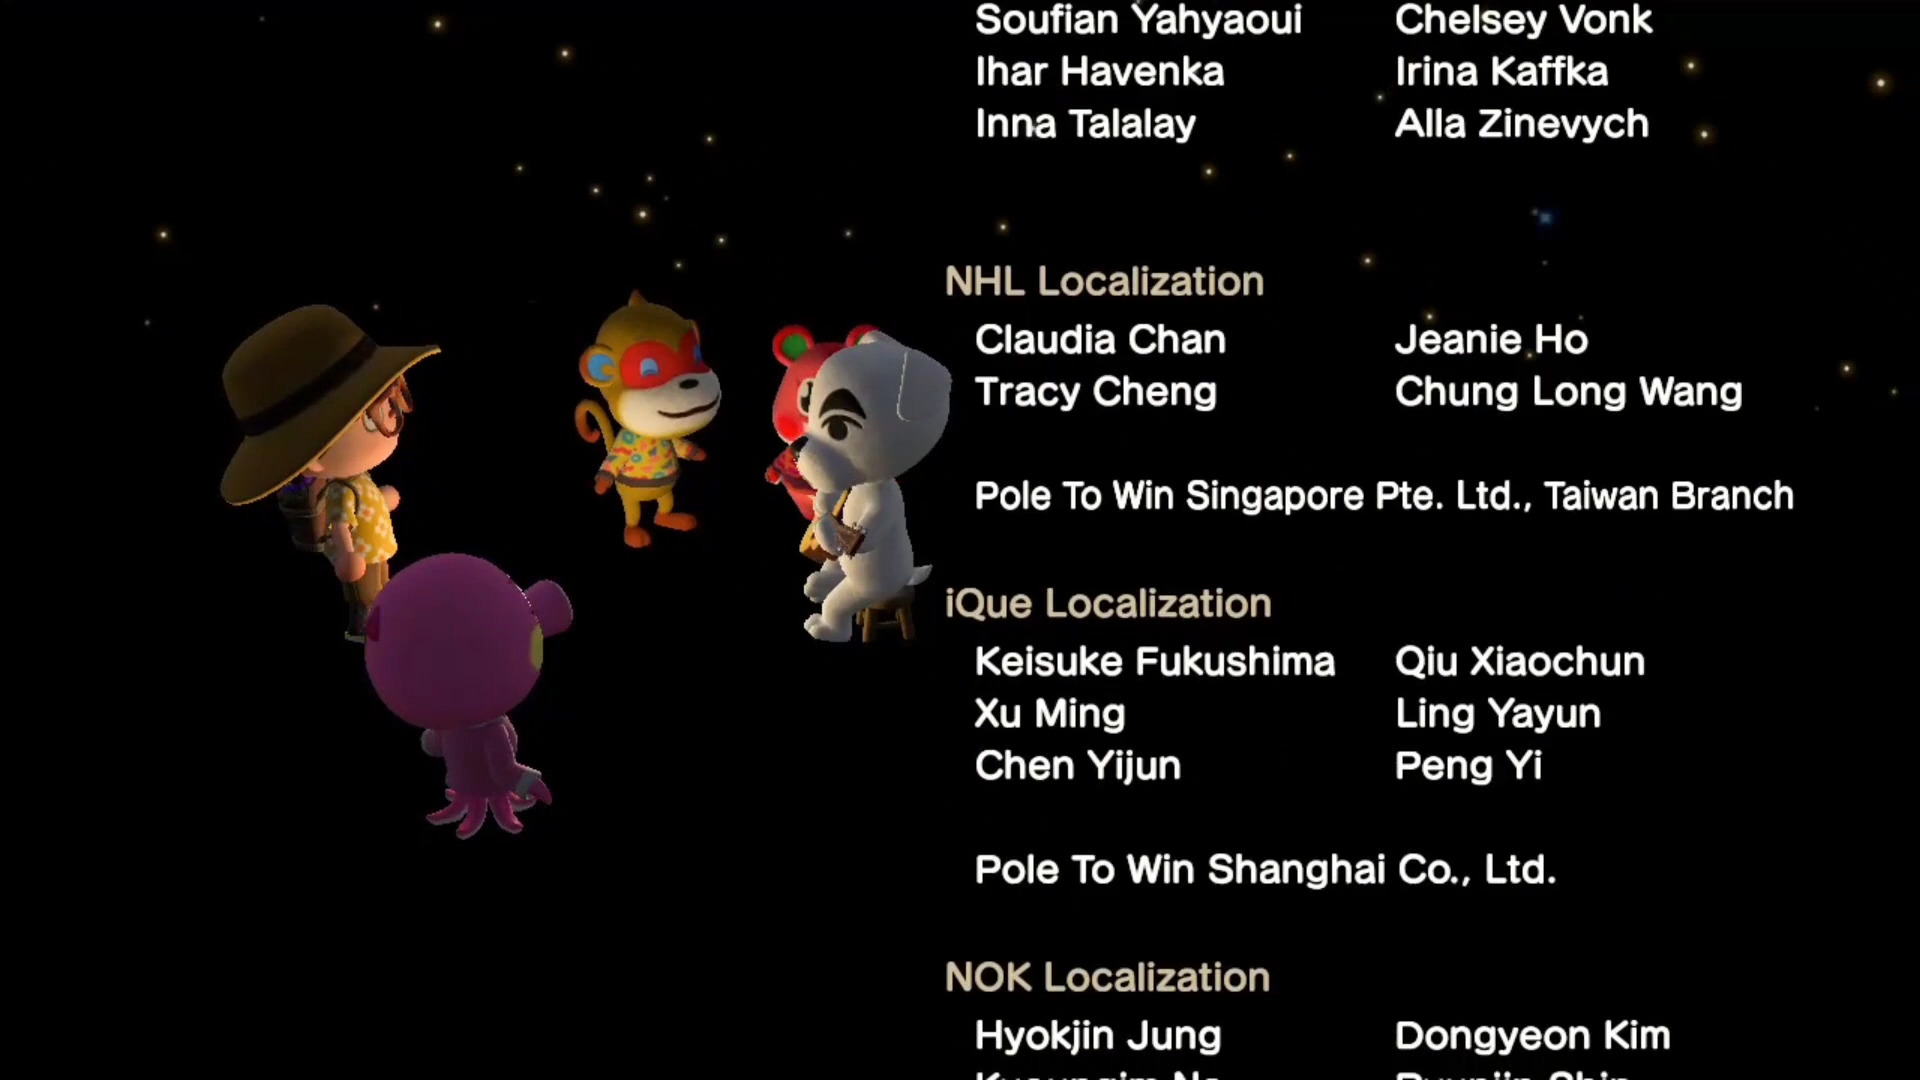 Soufian Yahyaoui Chelsey Vonk
Ihar Havenka Irina Kaffka
Inna Talalay Alla Zinevych
NHL Localization
Claudia Chan Jeanie Ho
Tracy Cheng Chung Long Wang
Pole To Win Singapore Pte. Ltd., Taiwan Branch
iQue Localization
Keisuke Fukushima Qiu Xiaochun
Xu Ming Ling Yayun
Chen Yijun Peng Yi
Pole To Win Shanghai Co., Ltd.
NOK Localization
Hyokjin Jung Dongyeon Kim